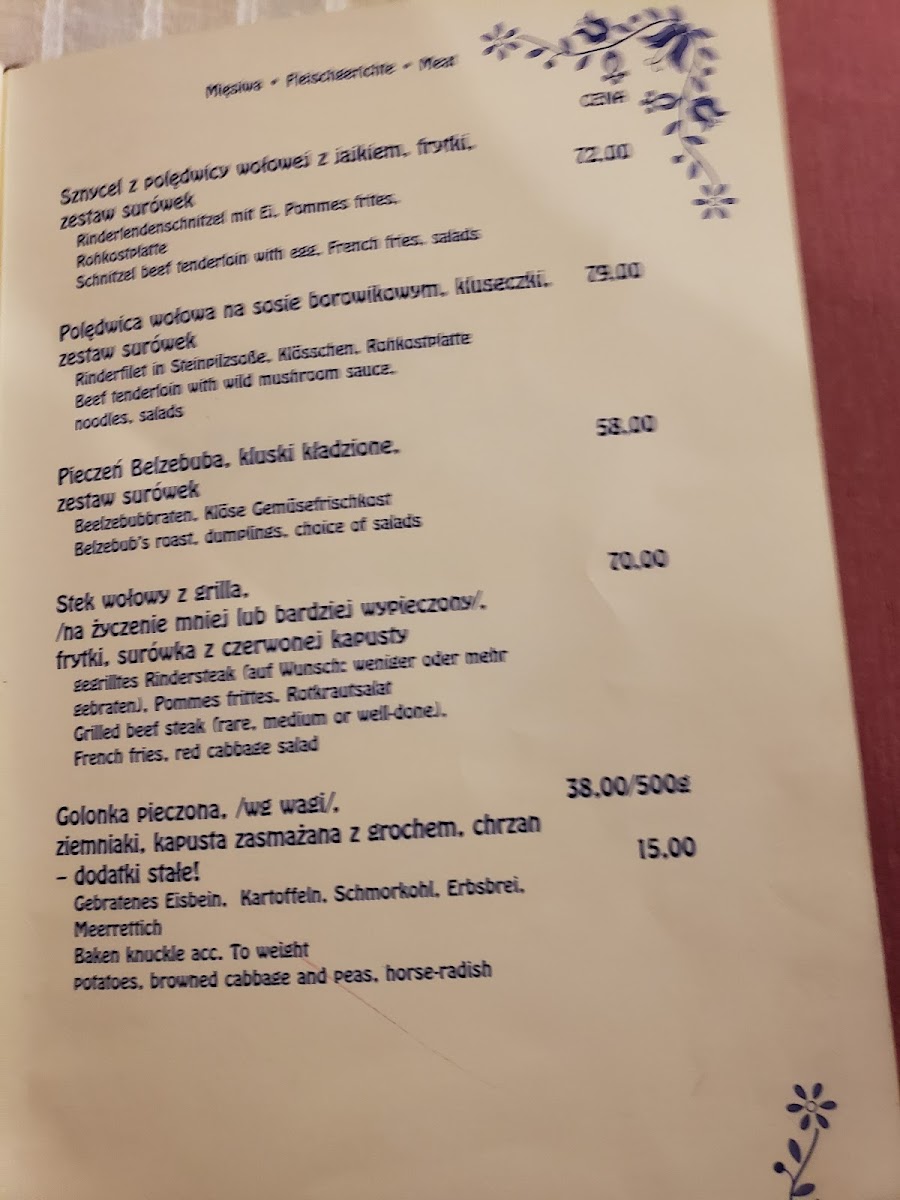 Mięsiwa - Fleischgerichte - Meat
CENA
Sznycel z polędwicy wołowej z jajkiem, frytki, 72,00
zestaw surówek
Rinderlendenschnitzel mit Ei, Pommes frites,
Rohkostplatte
Schnitzel beef tenderloin with egg, French fries, salads
Polędwica wołowa na sosie borowikowym, kluseczki, 79,00
zestaw surówek
Rinderfilet in Steinpilzsoße, Klösschen, Rohkostplatte
Beef tenderloin with wild mushroom sauce,
noodles, salads
Pieczeń Belzebuba, kluski kładzione, 58,00
zestaw surówek
Beelzebubbraten, Klöse Gemüsefrischkost
Belzebub's roast, dumplings, choice of salads
Stek wołowy z grilla, 70,00
/na życzenie mniej lub bardziej wypieczony/,
frytki, surówka z czerwonej kapusty
gegrilltes Rindersteak (auf Wunsch: weniger oder mehr
gebraten), Pommes frittes, Rotkrautsalat
Grilled beef steak (rare, medium or well-done),
French fries, red cabbage salad
Golonka pieczona, /wg wagi/, 38,00/500g
ziemniaki, kapusta zasmażana z grochem, chrzan 15,00
– dodatki stałe!
Gebratenes Eisbein, Kartoffeln, Schmorkohl, Erbsbrei,
Meerrettich
Baken knuckle acc. To weight
potatoes, browned cabbage and peas, horse-radish